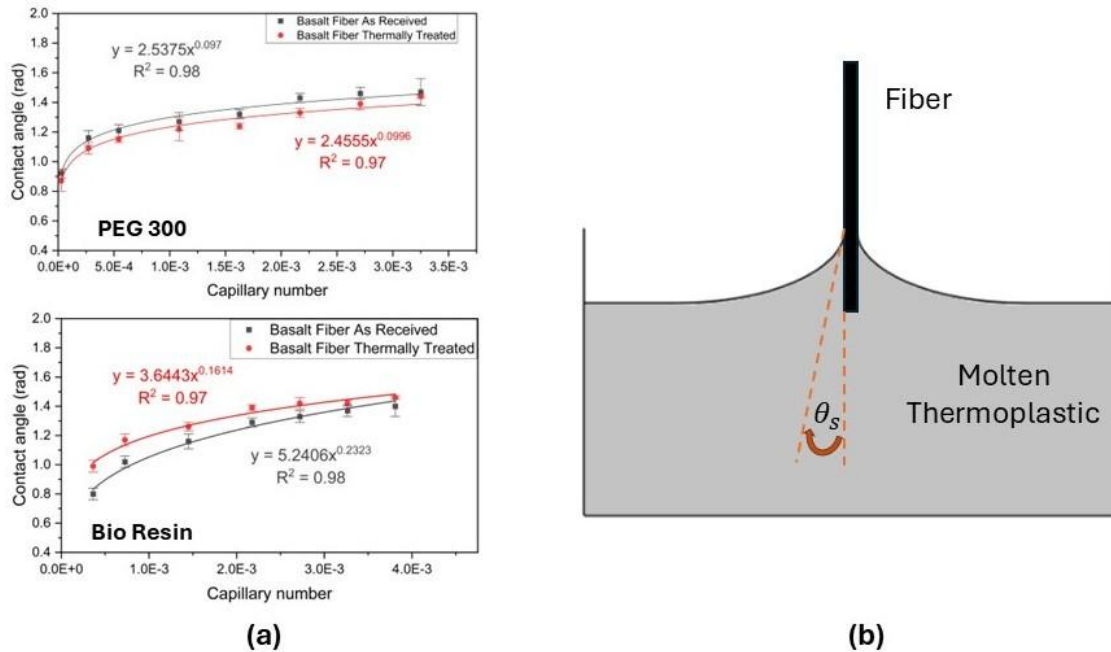 2.0
1.8
1.6
1.4
1.2
1.0
0.8
0.6
0.4
Contact angle (rad)
Basalt Fiber As Received
Basalt Fiber Thermally Treated
y = 2.5375x^0.097
R² = 0.98
y = 2.4555x^0.0996
R² = 0.97
PEG 300
0.0E+0 5.0E-4 1.0E-3 1.5E-3 2.0E-3 2.5E-3 3.0E-3 3.5E-3
Capillary number
2.0
1.8
1.6
1.4
1.2
1.0
0.8
0.6
0.4
Contact angle (rad)
Basalt Fiber As Received
Basalt Fiber Thermally Treated
y = 3.6443x^0.1614
R² = 0.97
y = 5.2406x^0.2323
R² = 0.98
Bio Resin
0.0E+0 1.0E-3 2.0E-3 3.0E-3 4.0E-3
Capillary number
(a)
Fiber
Molten
Thermoplastic
θs
(b)